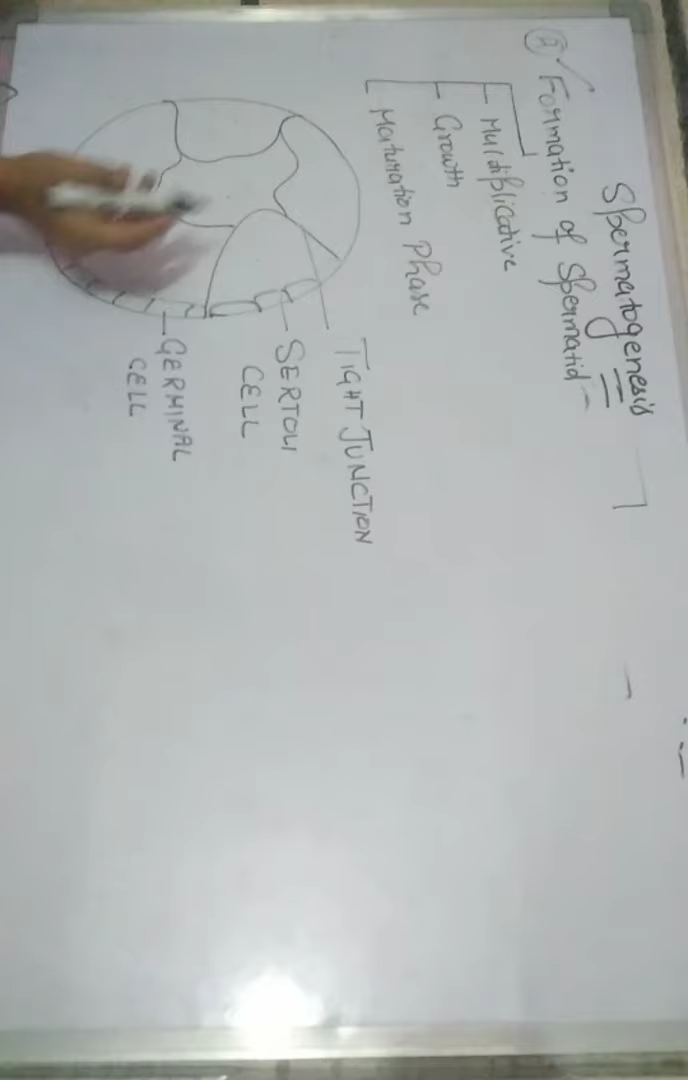 Spermatogenesis
(A) Formation of Spermatid -
Multiplicative
Growth
Maturation Phase
TIGHT JUNCTION
SERTOLI
CELL
GERMINAL
CELL